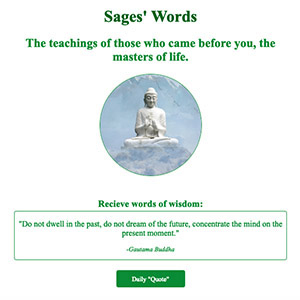 Sages' Words
The teachings of those who came before you, the
masters of life.
Recieve words of wisdom:
"Do not dwell in the past, do not dream of the future, concentrate the mind on the
present moment."
-Gautama Buddha
Daily "Quote"